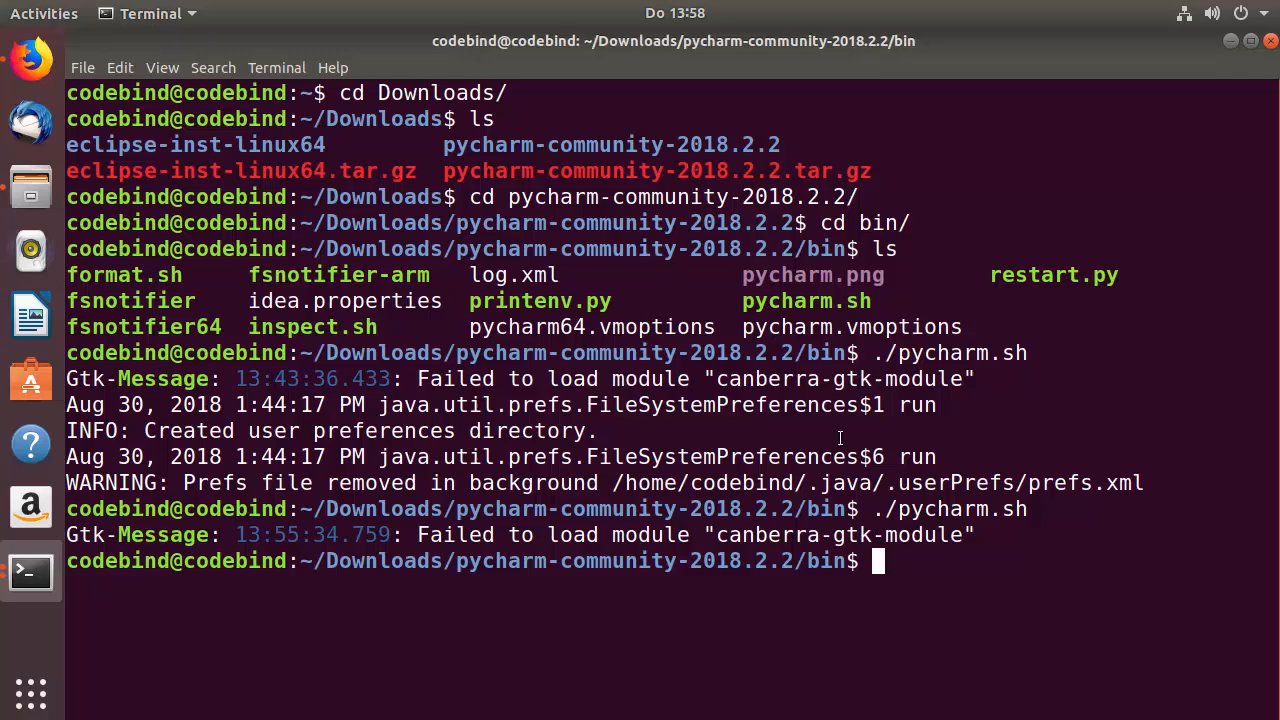 Activities Terminal Do 13:58
codebind@codebind: ~/Downloads/pycharm-community-2018.2.2/bin
File Edit View Search Terminal Help
codebind@codebind:~$ cd Downloads/
codebind@codebind:~/Downloads$ ls
eclipse-inst-linux64 pycharm-community-2018.2.2
eclipse-inst-linux64.tar.gz pycharm-community-2018.2.2.tar.gz
codebind@codebind:~/Downloads$ cd pycharm-community-2018.2.2/
codebind@codebind:~/Downloads/pycharm-community-2018.2.2$ cd bin/
codebind@codebind:~/Downloads/pycharm-community-2018.2.2/bin$ ls
format.sh fsnotifier-arm log.xml pycharm.png restart.py
fsnotifier idea.properties printenv.py pycharm.sh
fsnotifier64 inspect.sh pycharm64.vmoptions pycharm.vmoptions
codebind@codebind:~/Downloads/pycharm-community-2018.2.2/bin$ ./pycharm.sh
Gtk-Message: 13:43:36.433: Failed to load module "canberra-gtk-module"
Aug 30, 2018 1:44:17 PM java.util.prefs.FileSystemPreferences$1 run
INFO: Created user preferences directory.
Aug 30, 2018 1:44:17 PM java.util.prefs.FileSystemPreferences$6 run
WARNING: Prefs file removed in background /home/codebind/.java/.userPrefs/prefs.xml
codebind@codebind:~/Downloads/pycharm-community-2018.2.2/bin$ ./pycharm.sh
Gtk-Message: 13:55:34.759: Failed to load module "canberra-gtk-module"
codebind@codebind:~/Downloads/pycharm-community-2018.2.2/bin$